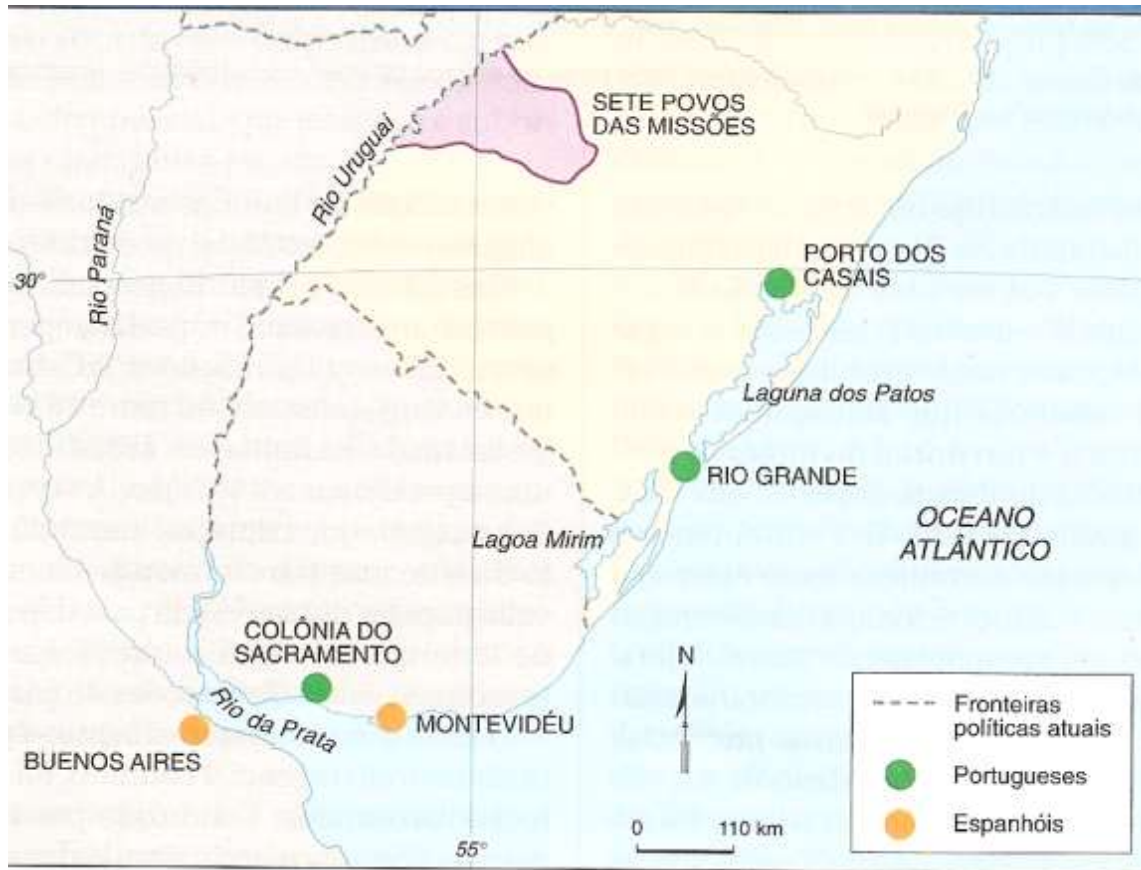 SETE POVOS
DAS MISSÕES
Rio Uruguai
Rio Paraná
30°
PORTO DOS
CASAIS
Laguna dos Patos
RIO GRANDE
Lagoa Mirim
OCEANO
ATLÂNTICO
COLÔNIA DO
SACRAMENTO
MONTEVIDÉU
Rio da Prata
BUENOS AIRES
55°
N
0 110 km
Fronteiras
políticas atuais
Portugueses
Espanhóis